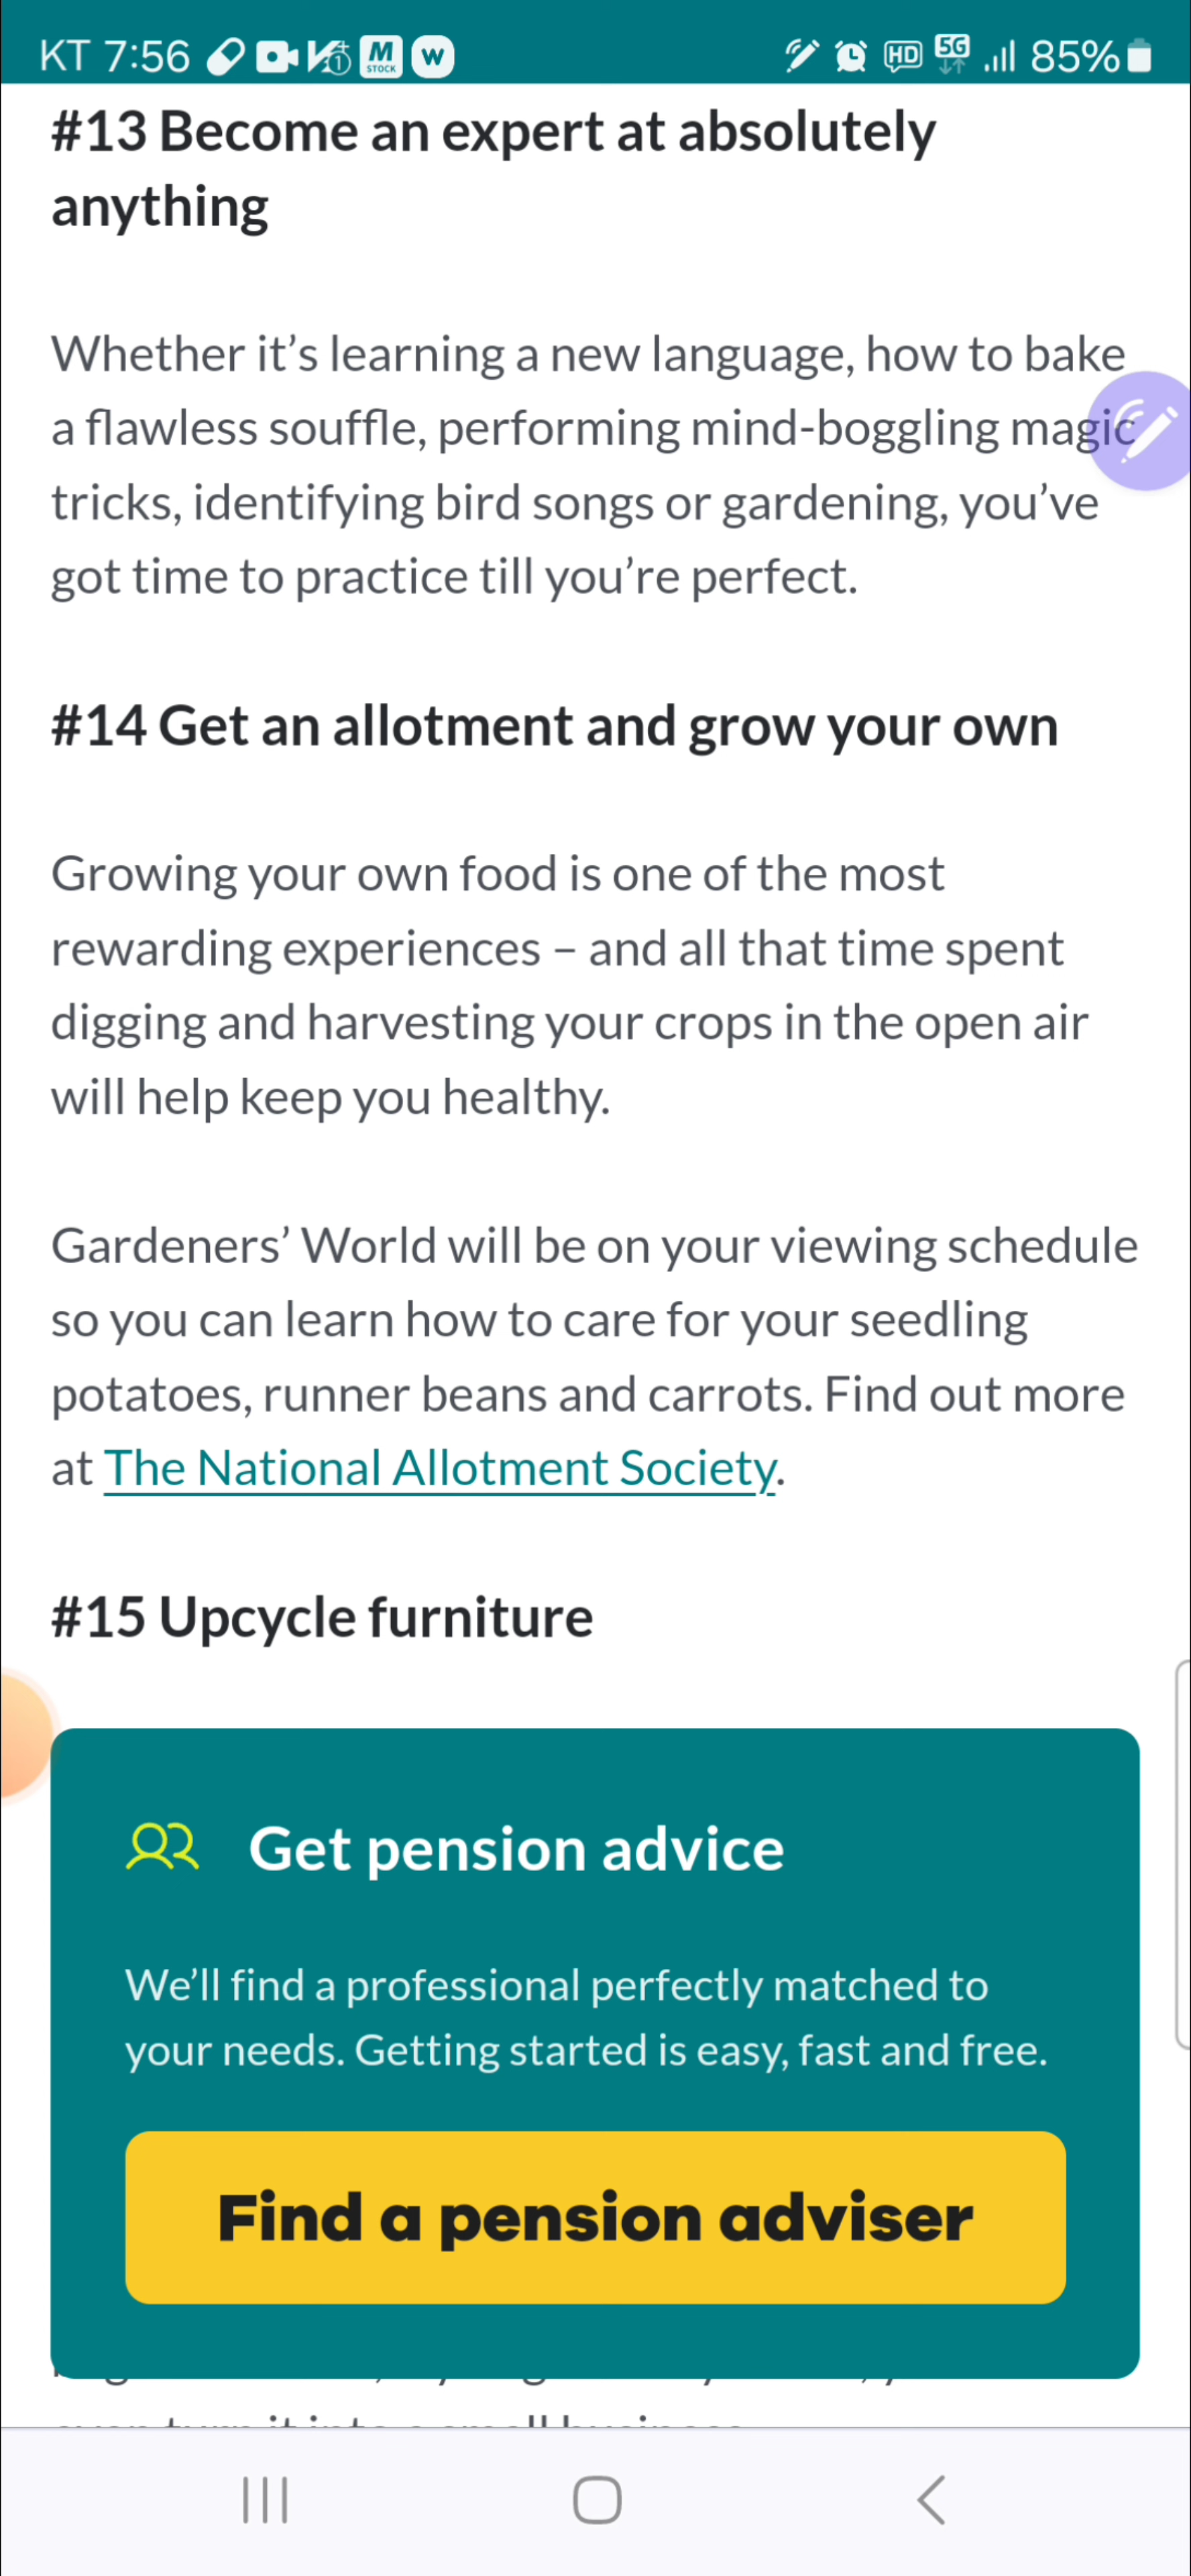 KT 7:56 M STOCK W HD 5G 85%
#13 Become an expert at absolutely
anything
Whether it’s learning a new language, how to bake
a flawless souffle, performing mind-boggling magic
tricks, identifying bird songs or gardening, you’ve
got time to practice till you’re perfect.
#14 Get an allotment and grow your own
Growing your own food is one of the most
rewarding experiences – and all that time spent
digging and harvesting your crops in the open air
will help keep you healthy.
Gardeners’ World will be on your viewing schedule
so you can learn how to care for your seedling
potatoes, runner beans and carrots. Find out more
at The National Allotment Society.
#15 Upcycle furniture
Get pension advice
We’ll find a professional perfectly matched to
your needs. Getting started is easy, fast and free.
Find a pension adviser